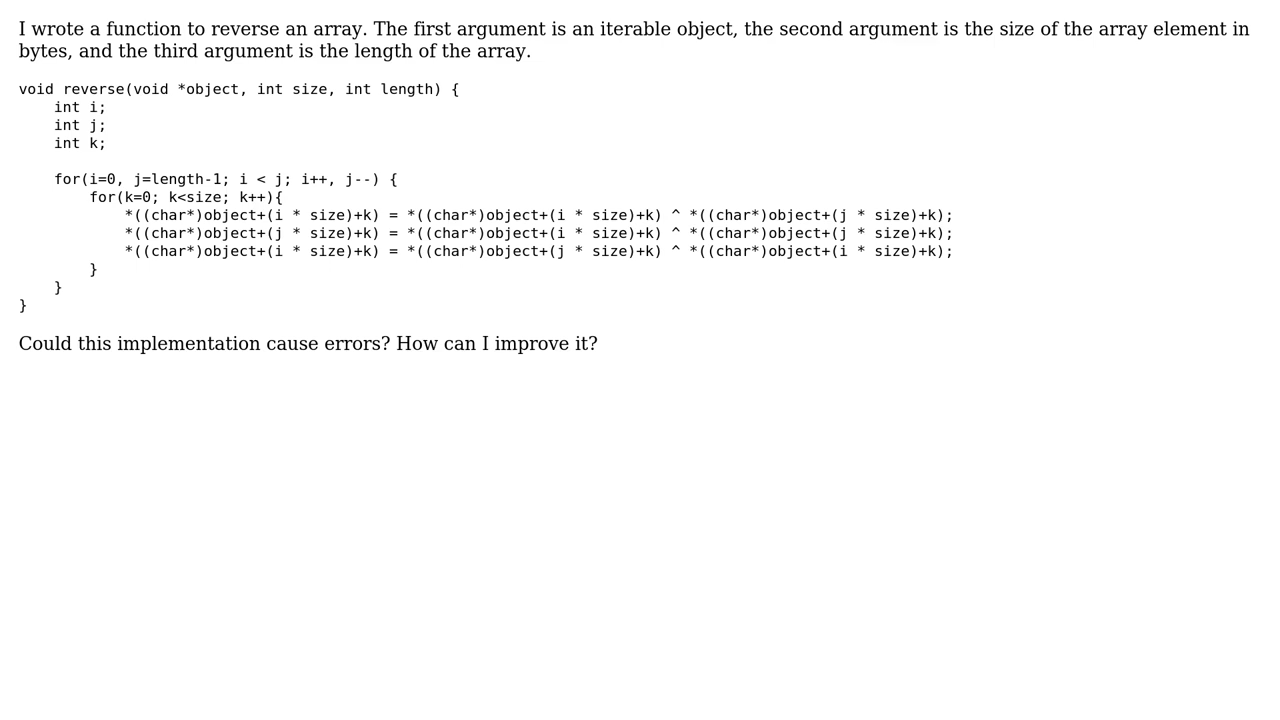 I wrote a function to reverse an array. The first argument is an iterable object, the second argument is the size of the array element in
bytes, and the third argument is the length of the array.
void reverse(void *object, int size, int length) {
    int i;
    int j;
    int k;

    for(i=0, j=length-1; i < j; i++, j--) {
        for(k=0; k<size; k++){
            *((char*)object+(i * size)+k) = *((char*)object+(i * size)+k) ^ *((char*)object+(j * size)+k);
            *((char*)object+(j * size)+k) = *((char*)object+(i * size)+k) ^ *((char*)object+(j * size)+k);
            *((char*)object+(i * size)+k) = *((char*)object+(j * size)+k) ^ *((char*)object+(i * size)+k);
        }
    }
}
Could this implementation cause errors? How can I improve it?